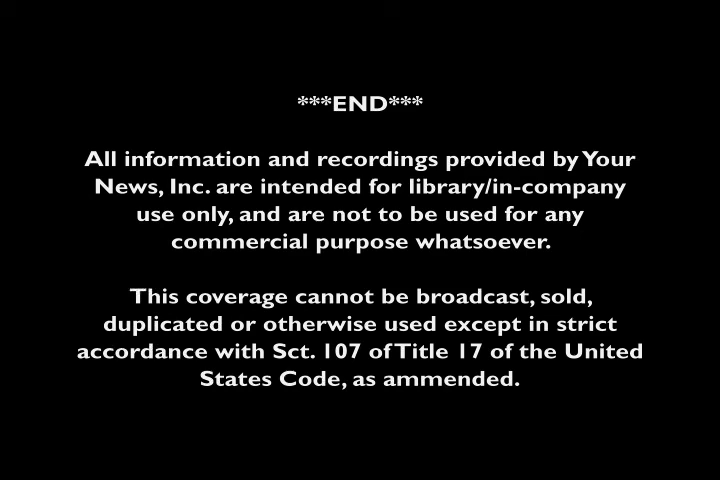 ***END***
All information and recordings provided by Your
News, Inc. are intended for library/in-company
use only, and are not to be used for any
commercial purpose whatsoever.
This coverage cannot be broadcast, sold,
duplicated or otherwise used except in strict
accordance with Sct. 107 of Title 17 of the United
States Code, as ammended.